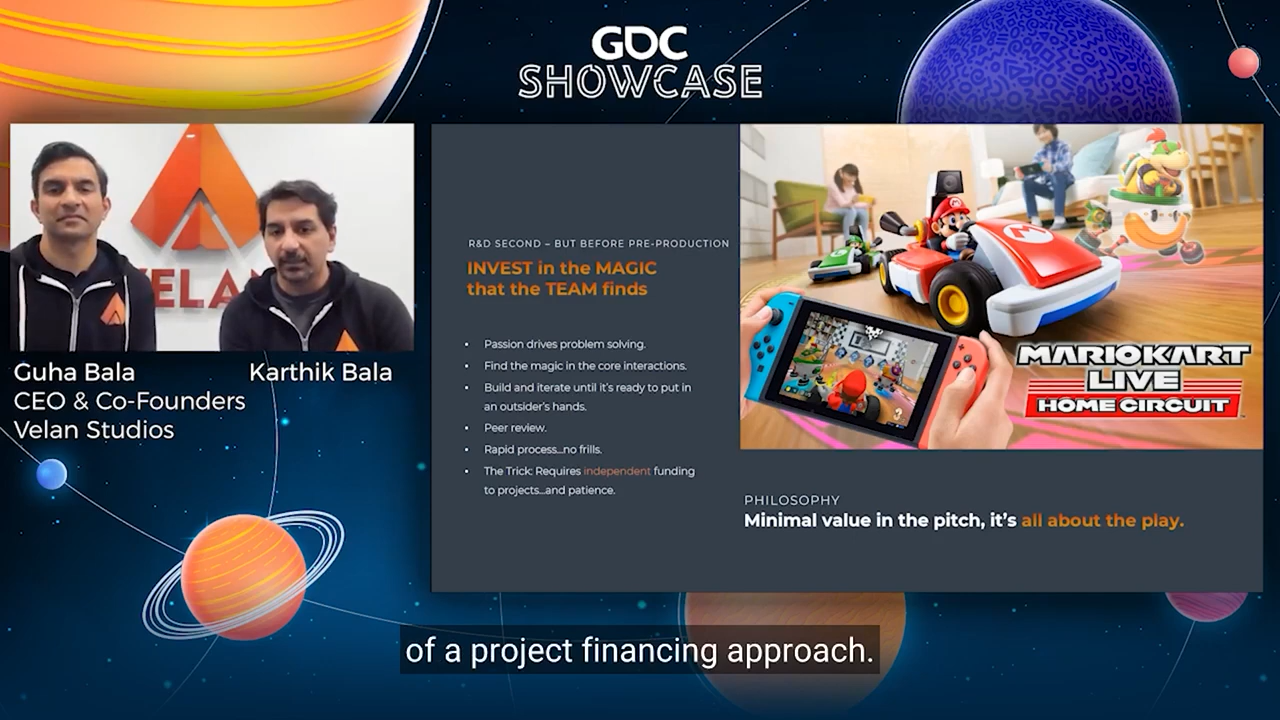 GDC
SHOWCASE
VELAN
Guha Bala
Karthik Bala
CEO & Co-Founders
Velan Studios
R&D SECOND – BUT BEFORE PRE-PRODUCTION
INVEST in the MAGIC
that the TEAM finds
• Passion drives problem solving.
• Find the magic in the core interactions.
• Build and iterate until it's ready to put in
an outsider's hands.
• Peer review.
• Rapid process...no frills.
• The Trick: Requires independent funding
to projects...and patience.
MARIOKART
LIVE
HOME CIRCUIT
PHILOSOPHY
Minimal value in the pitch, it's all about the play.
of a project financing approach.